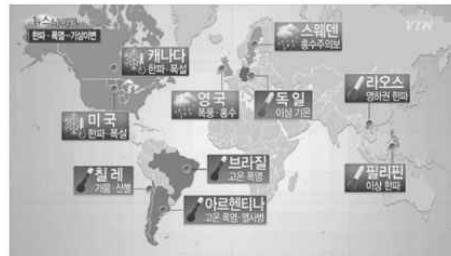 뉴스
YTN
한파·폭염…기상이변
캐나다
한파·폭설
스웨덴
홍수주의보
미국
한파·폭설
영국
폭풍·홍수
독일
이상 기온
라오스
영하권 한파
칠레
가뭄·산불
브라질
고온 폭염
필리핀
이상 한파
아르헨티나
고온 폭염·열사병